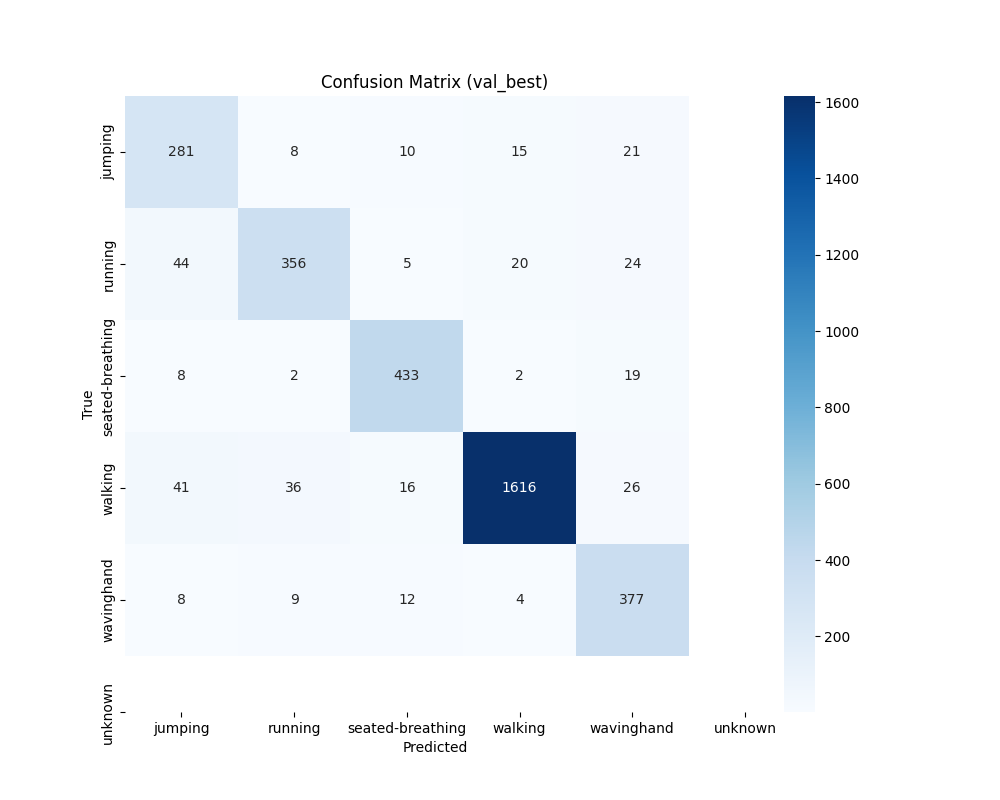 Confusion Matrix (val_best)
jumping 281 8 10 15 21
running 44 356 5 20 24
seated-breathing 8 2 433 2 19
walking 41 36 16 1616 26
wavinghand 8 9 12 4 377
unknown
True
jumping running seated-breathing walking wavinghand unknown
Predicted
1600
1400
1200
1000
800
600
400
200